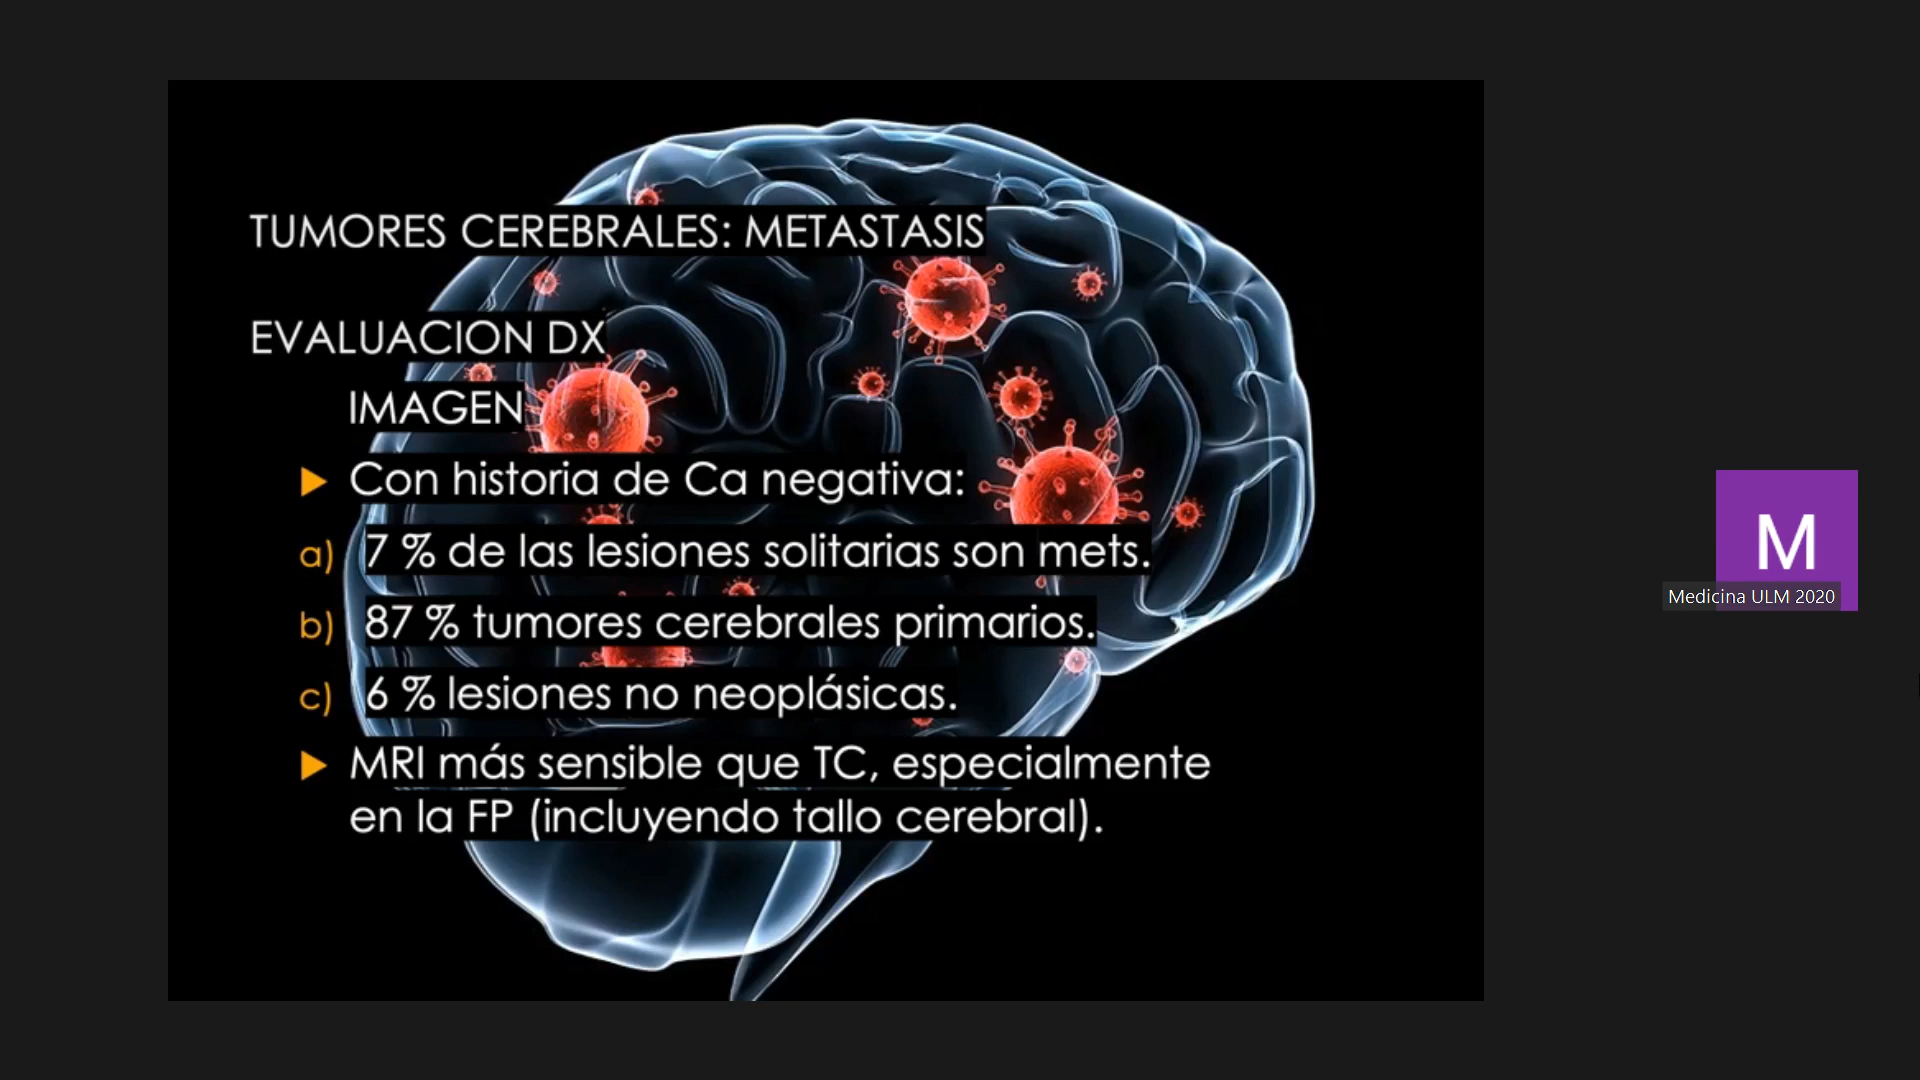 TUMORES CEREBRALES: METASTASIS
EVALUACION DX
IMAGEN
Con historia de Ca negativa:
a) 7 % de las lesiones solitarias son mets.
b) 87 % tumores cerebrales primarios.
c) 6 % lesiones no neoplásicas.
MRI más sensible que TC, especialmente
en la FP (incluyendo tallo cerebral).
M
Medicina ULM 2020